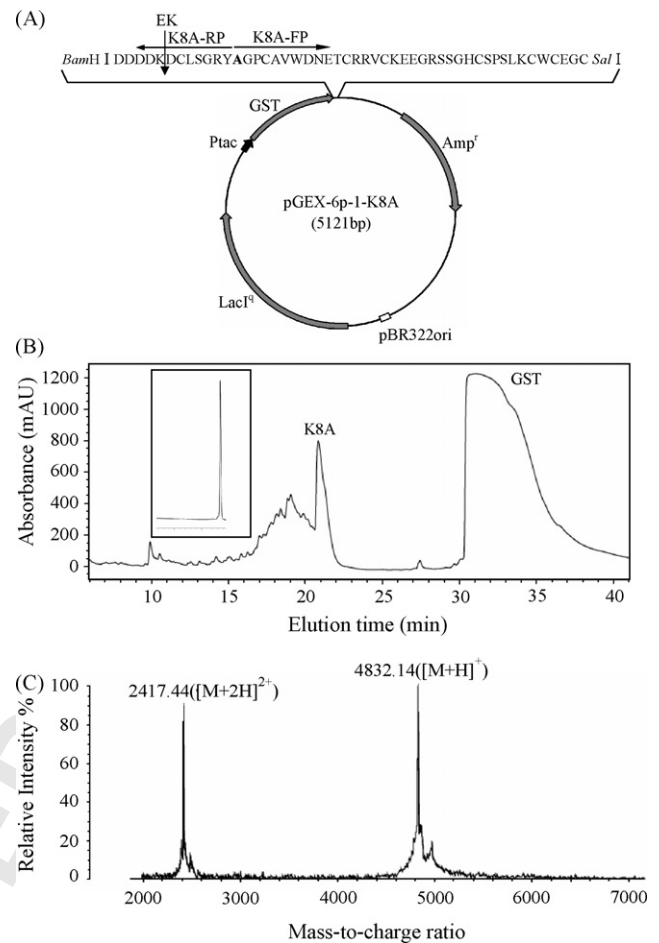 (A)
EK
K8A-RP K8A-FP
BamH I DDDDDKDCLSGRYAGPCAVWDNETCRRVCKEEGRSSGHCSPSLKCWCEGC Sal I
GST
Ptac
Ampʳ
pGEX-6p-1-K8A
(5121bp)
LacI^q
pBR322ori
(B)
1200
1000
800
600
400
200
0
Absorbance (mAU)
K8A
GST
10 15 20 25 30 35 40
Elution time (min)
(C)
2417.44([M+2H]²⁺)
4832.14([M+H]⁺)
100
80
60
40
20
0
Relative Intensity %
2000 3000 4000 5000 6000 7000
Mass-to-charge ratio